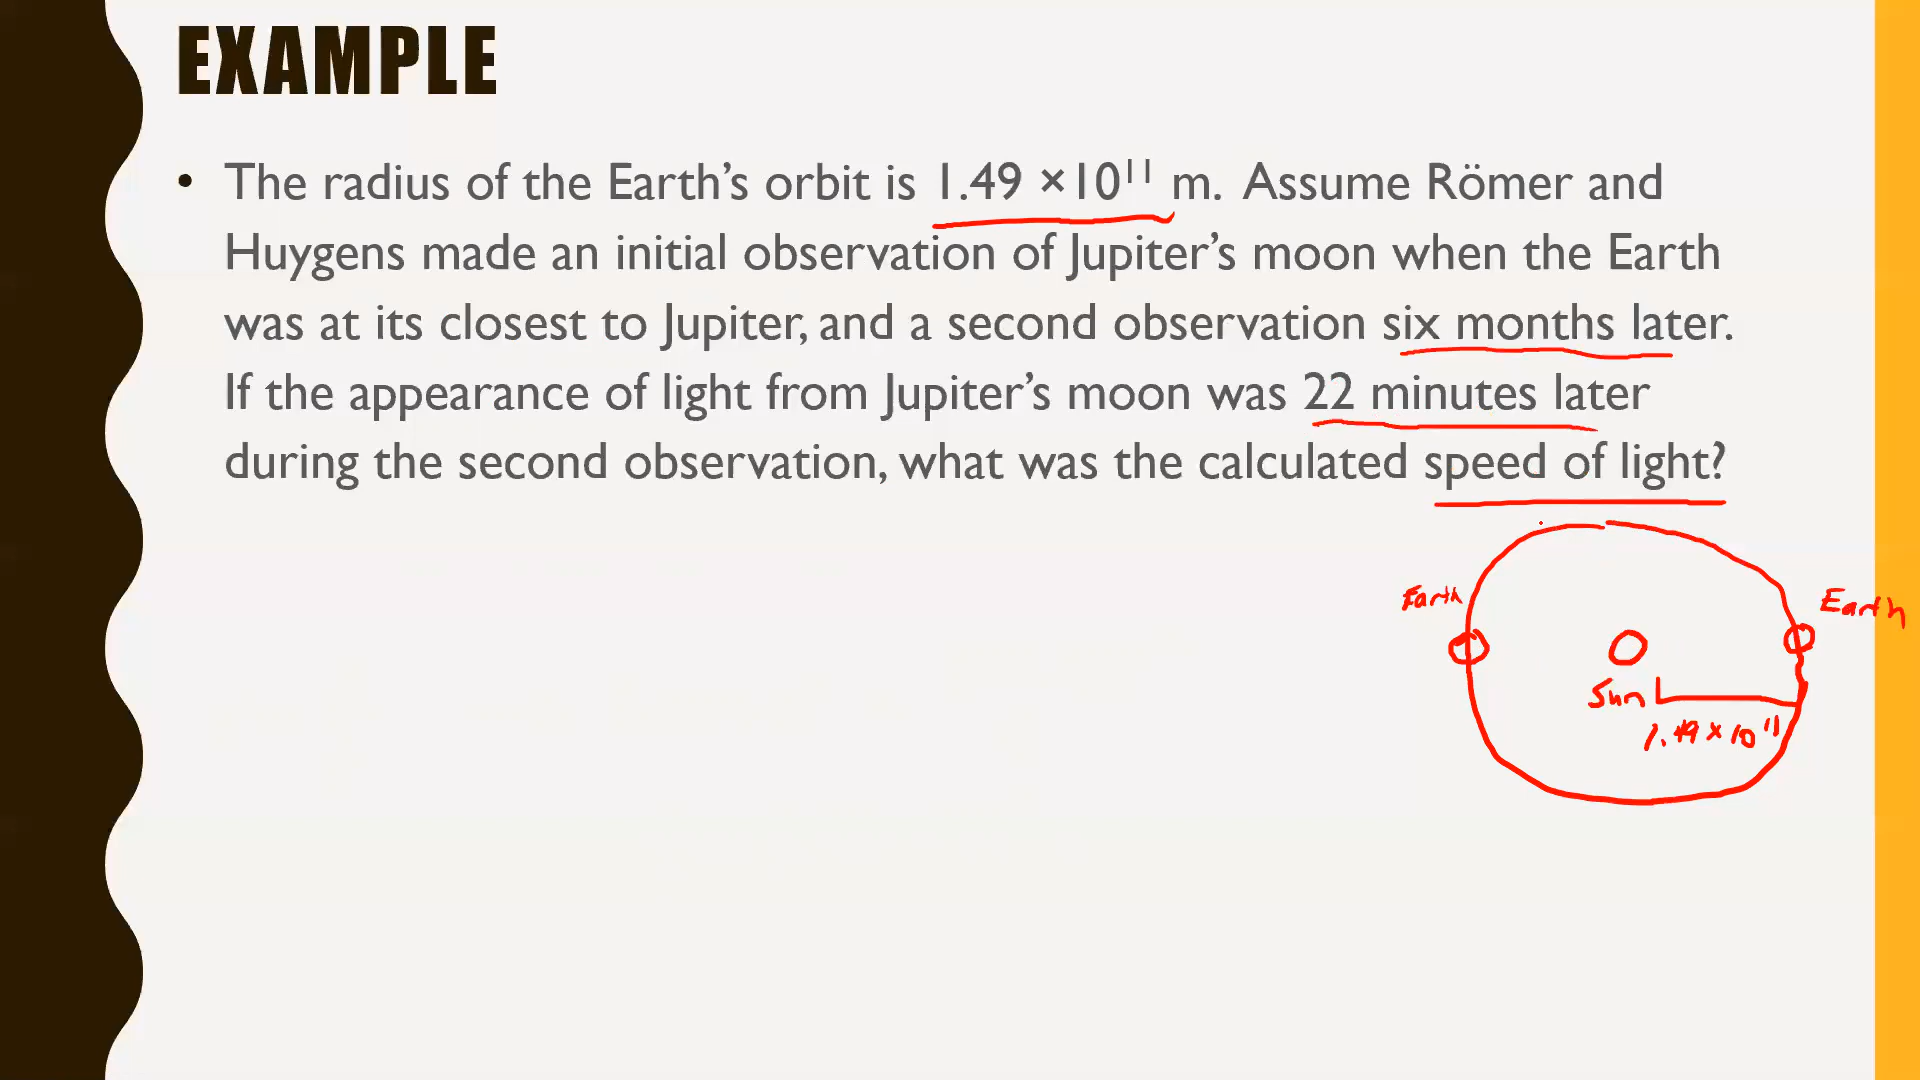 EXAMPLE
• The radius of the Earth’s orbit is 1.49 ×10¹¹ m. Assume Römer and
Huygens made an initial observation of Jupiter’s moon when the Earth
was at its closest to Jupiter, and a second observation six months later.
If the appearance of light from Jupiter’s moon was 22 minutes later
during the second observation, what was the calculated speed of light?
Earth
Earth
Sun
1.49 × 10¹¹